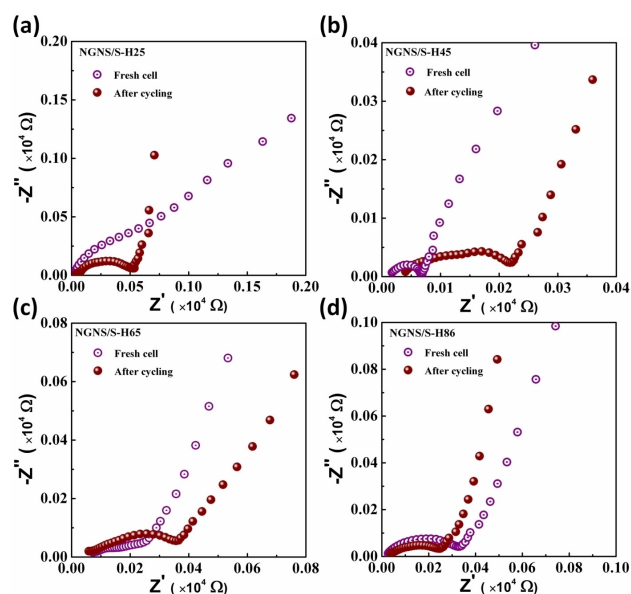 (a)
NGNS/S-H25
Fresh cell
After cycling
-Z″ (×10⁴ Ω)
0.20
0.15
0.10
0.05
0.00
0.00 0.05 0.10 0.15 0.20
Z′ (×10⁴ Ω)
(b)
NGNS/S-H45
Fresh cell
After cycling
-Z″ (×10⁴ Ω)
0.04
0.03
0.02
0.01
0.00
0.00 0.01 0.02 0.03 0.04
Z′ (×10⁴ Ω)
(c)
NGNS/S-H65
Fresh cell
After cycling
-Z″ (×10⁴ Ω)
0.08
0.06
0.04
0.02
0.00
0.00 0.02 0.04 0.06 0.08
Z′ (×10⁴ Ω)
(d)
NGNS/S-H86
Fresh cell
After cycling
-Z″ (×10⁴ Ω)
0.10
0.08
0.06
0.04
0.02
0.00
0.00 0.02 0.04 0.06 0.08 0.10
Z′ (×10⁴ Ω)